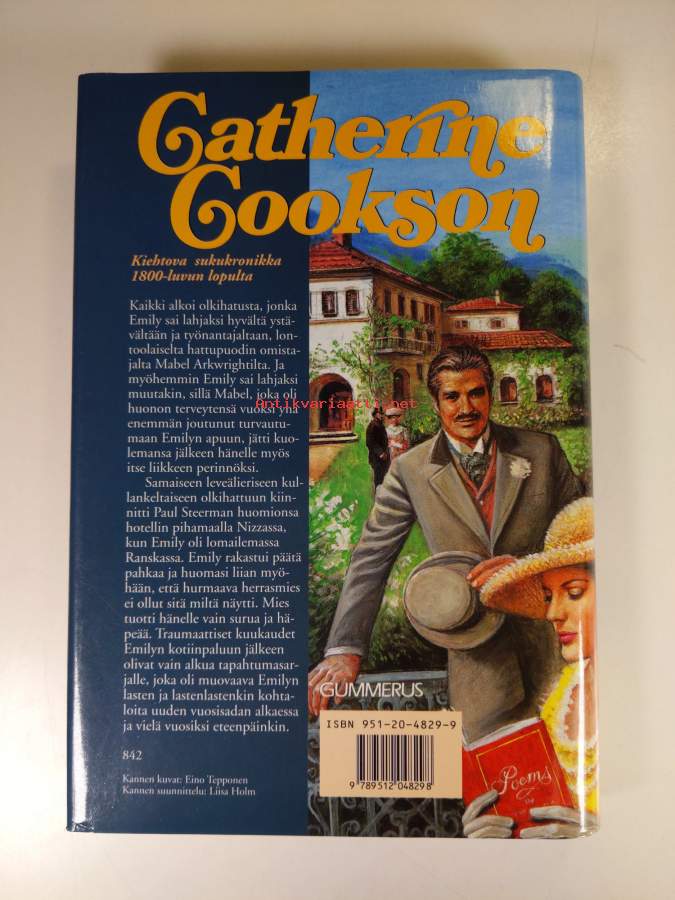 Catherine
Cookson
Kiehtova sukukronikka
1800-luvun lopulta
Kaikki alkoi olkihatusta, jonka
Emily sai lahjaksi hyvältä ystä-
vältään ja työnantajaltaan, lon-
toolaiselta hattupuodin omista-
jalta Mabel Arkwrightilta. Ja
myöhemmin Emily sai lahjaksi
muutakin, sillä Mabel, joka oli
huonon terveytensä vuoksi yhä
enemmän joutunut turvautu-
maan Emilyn apuun, jätti kuo-
lemansa jälkeen hänelle myös
itse liikkeen perinnöksi.
Samaiseen leveälieriseen kul-
lankeltaiseen olkihattuun kiin-
nitti Paul Steerman huomionsa
hotellin pihamaalla Nizzassa,
kun Emily oli lomailemassa
Ranskassa. Emily rakastui päätä
pahkaa ja huomasi liian myö-
hään, että hurmaava herrasmies
ei ollut sitä miltä näytti. Mies
tuotti hänelle vain surua ja hä-
peää. Traumaattiset kuukaudet
Emilyn kotiinpaluun jälkeen
olivat vain alkua tapahtumasar-
jalle, joka oli muovaava Emilyn
lasten ja lastenlastenkin kohta-
loita uuden vuosisadan alkaessa
ja vielä vuosiksi eteenpäinkin.
842
Kannen kuvat: Eino Tepponen
Kannen suunnittelu: Liisa Holm
Antikvariaatti.net
GUMMERUS
ISBN 951-20-4829-9
9 789512 048298
Poems